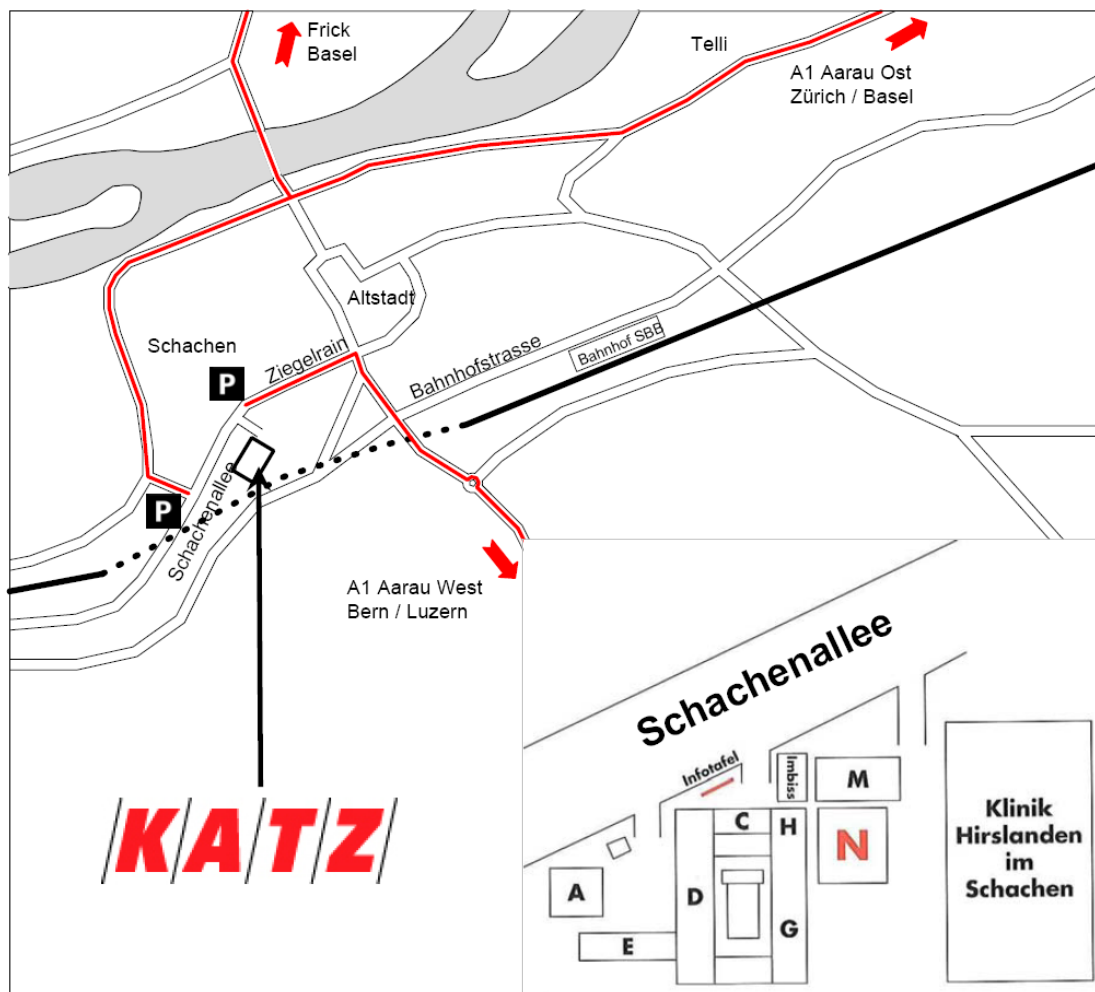 Frick
Basel
Telli
A1 Aarau Ost
Zürich / Basel
Altstadt
Schachen
Ziegelrain
Bahnhofstrasse
Bahnhof SBB
P
P
Schachenallee
A1 Aarau West
Bern / Luzern
KATZ
Schachenallee
Infotafel
Imbiss
M
C
H
N
Klinik
Hirslanden
im
Schachen
A
D
G
E